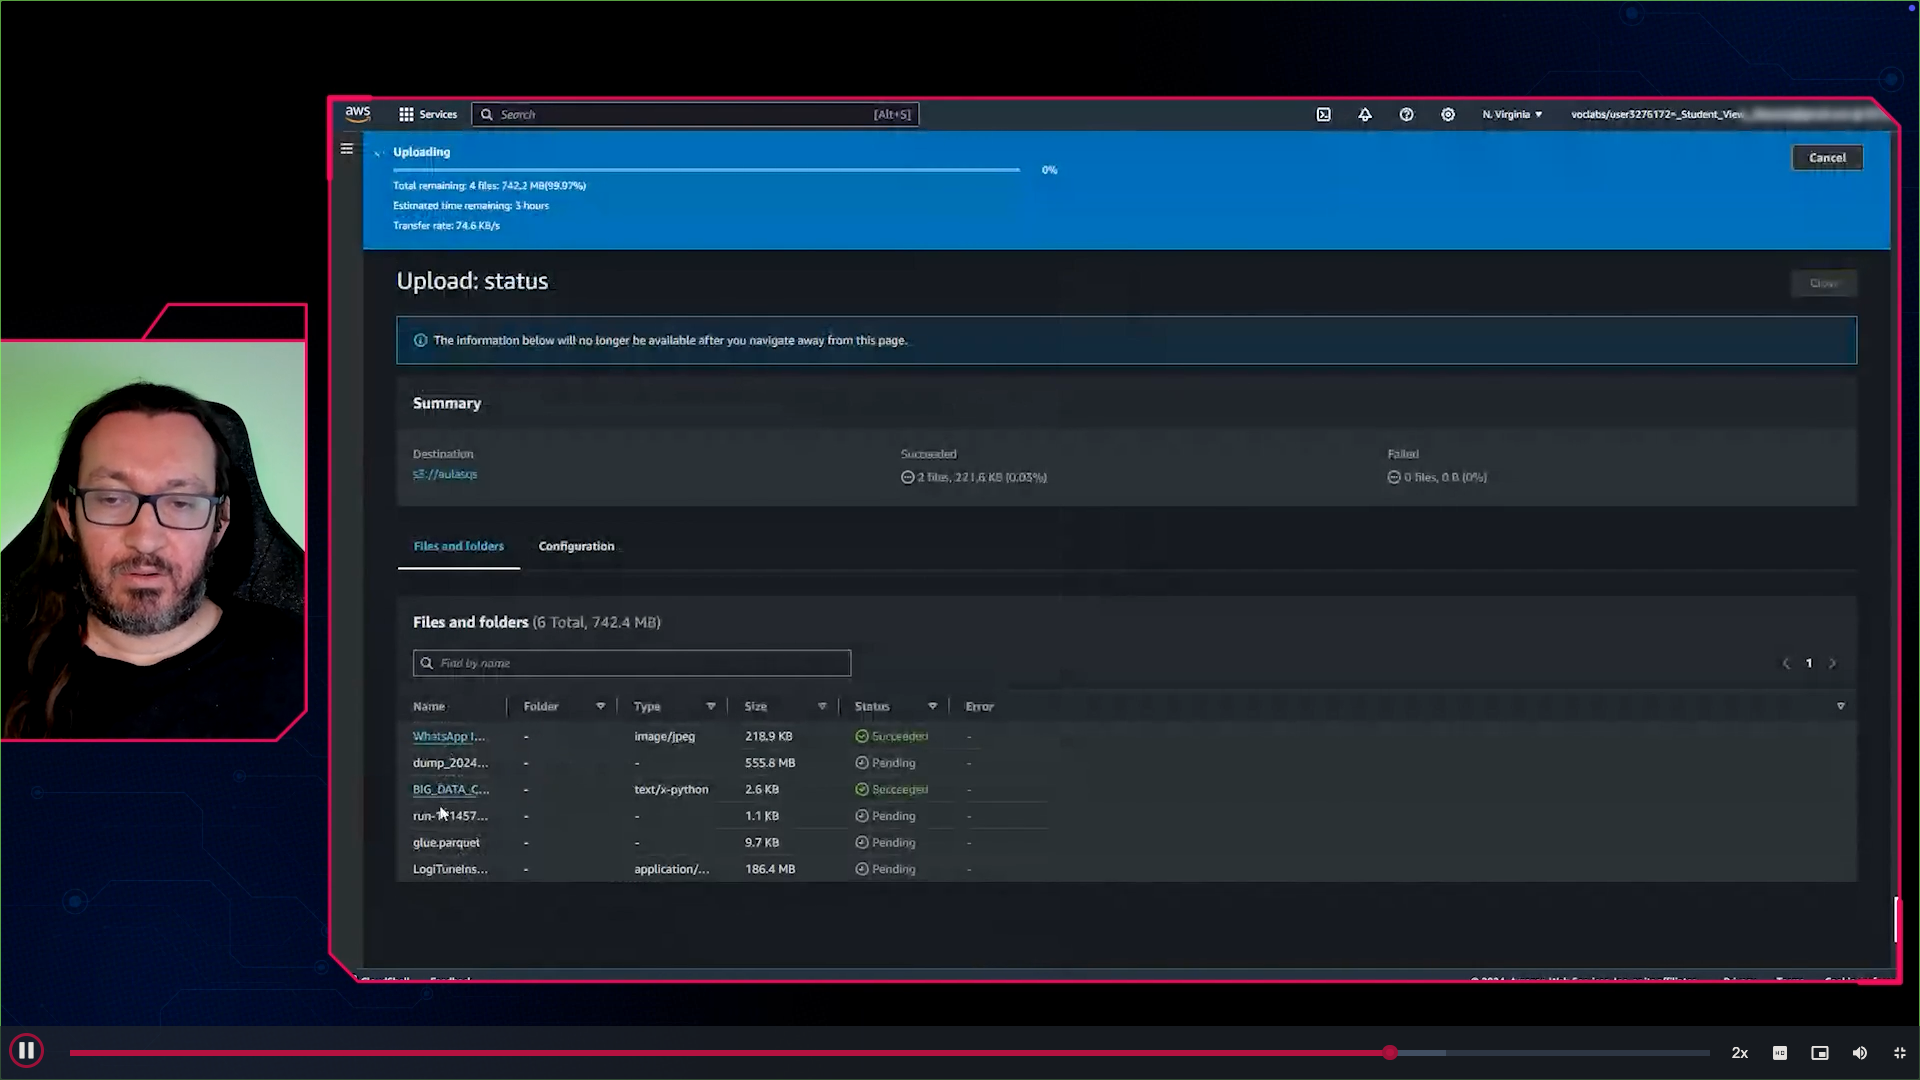 aws
Services
Search
[Alt+S]
N. Virginia
voclabs/user3276172=_Student_View
Uploading
Cancel
0%
Total remaining: 4 files: 742.2 MB(99.97%)
Estimated time remaining: 3 hours
Transfer rate: 74.6 KB/s
Upload: status
Close
The information below will no longer be available after you navigate away from this page.
Summary
Destination
Succeeded
Failed
s3://aulasqs
2 files, 221.6 KB (0.03%)
0 files, 0 B (0%)
Files and folders
Configuration
Files and folders (6 Total, 742.4 MB)
Find by name
1
Name
Folder
Type
Size
Status
Error
WhatsApp I... - image/jpeg 218.9 KB Succeeded -
dump_2024... - - 555.8 MB Pending -
BIG_DATA_C... - text/x-python 2.6 KB Succeeded -
- - 1.1 KB Pending -
glue.parquet - - 9.7 KB Pending -
LogiTuneIns... - application/... 186.4 MB Pending -
2x
HD